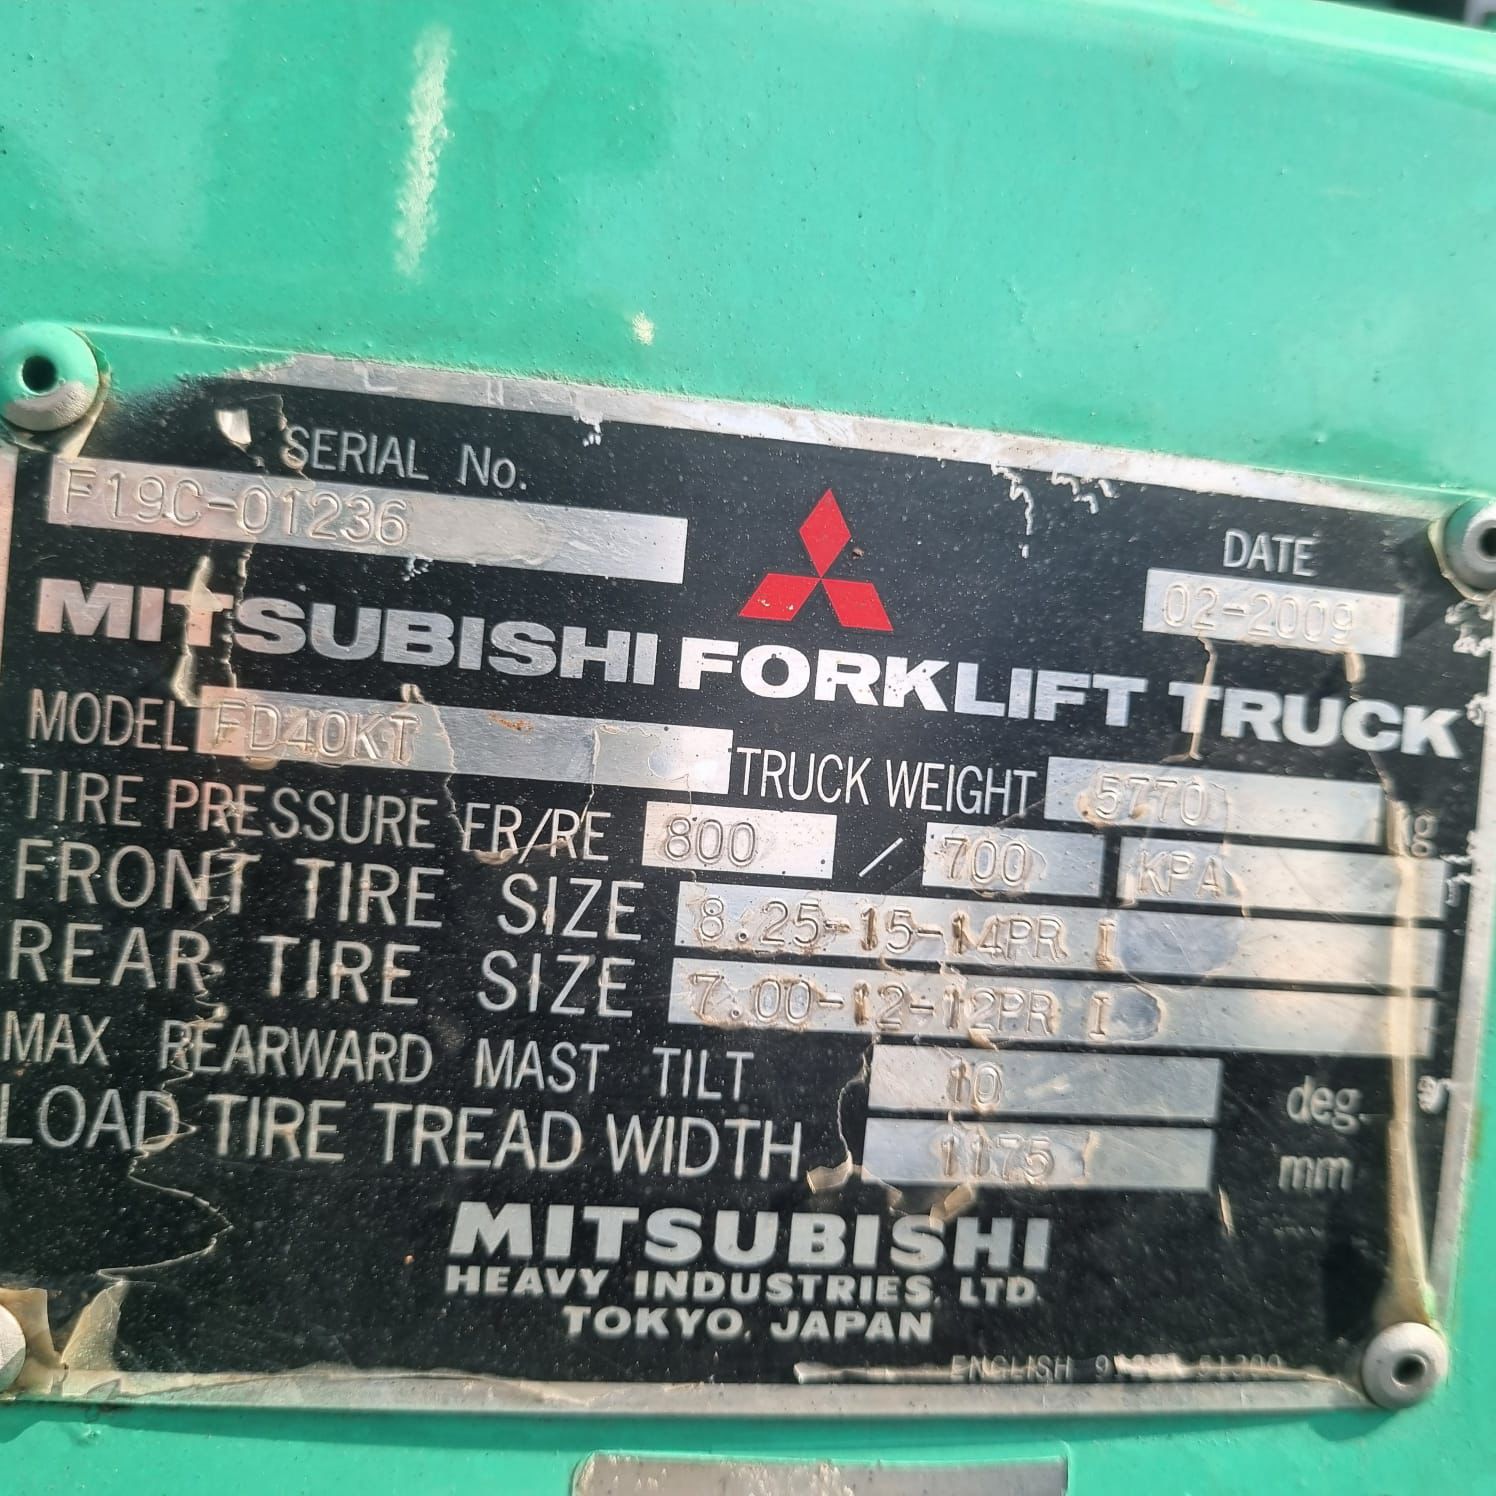 SERIAL No.
F19C-01236
DATE
02-2009
MITSUBISHI FORKLIFT TRUCK
MODEL FD40KT
TRUCK WEIGHT 5770 kg
TIRE PRESSURE FR/RE 800 / 700 KPA
FRONT TIRE SIZE 8.25-15-14PR I
REAR TIRE SIZE 7.00-12-12PR I
MAX REARWARD MAST TILT 10 deg.
LOAD TIRE TREAD WIDTH 1175 mm
MITSUBISHI
HEAVY INDUSTRIES, LTD.
TOKYO, JAPAN
ENGLISH